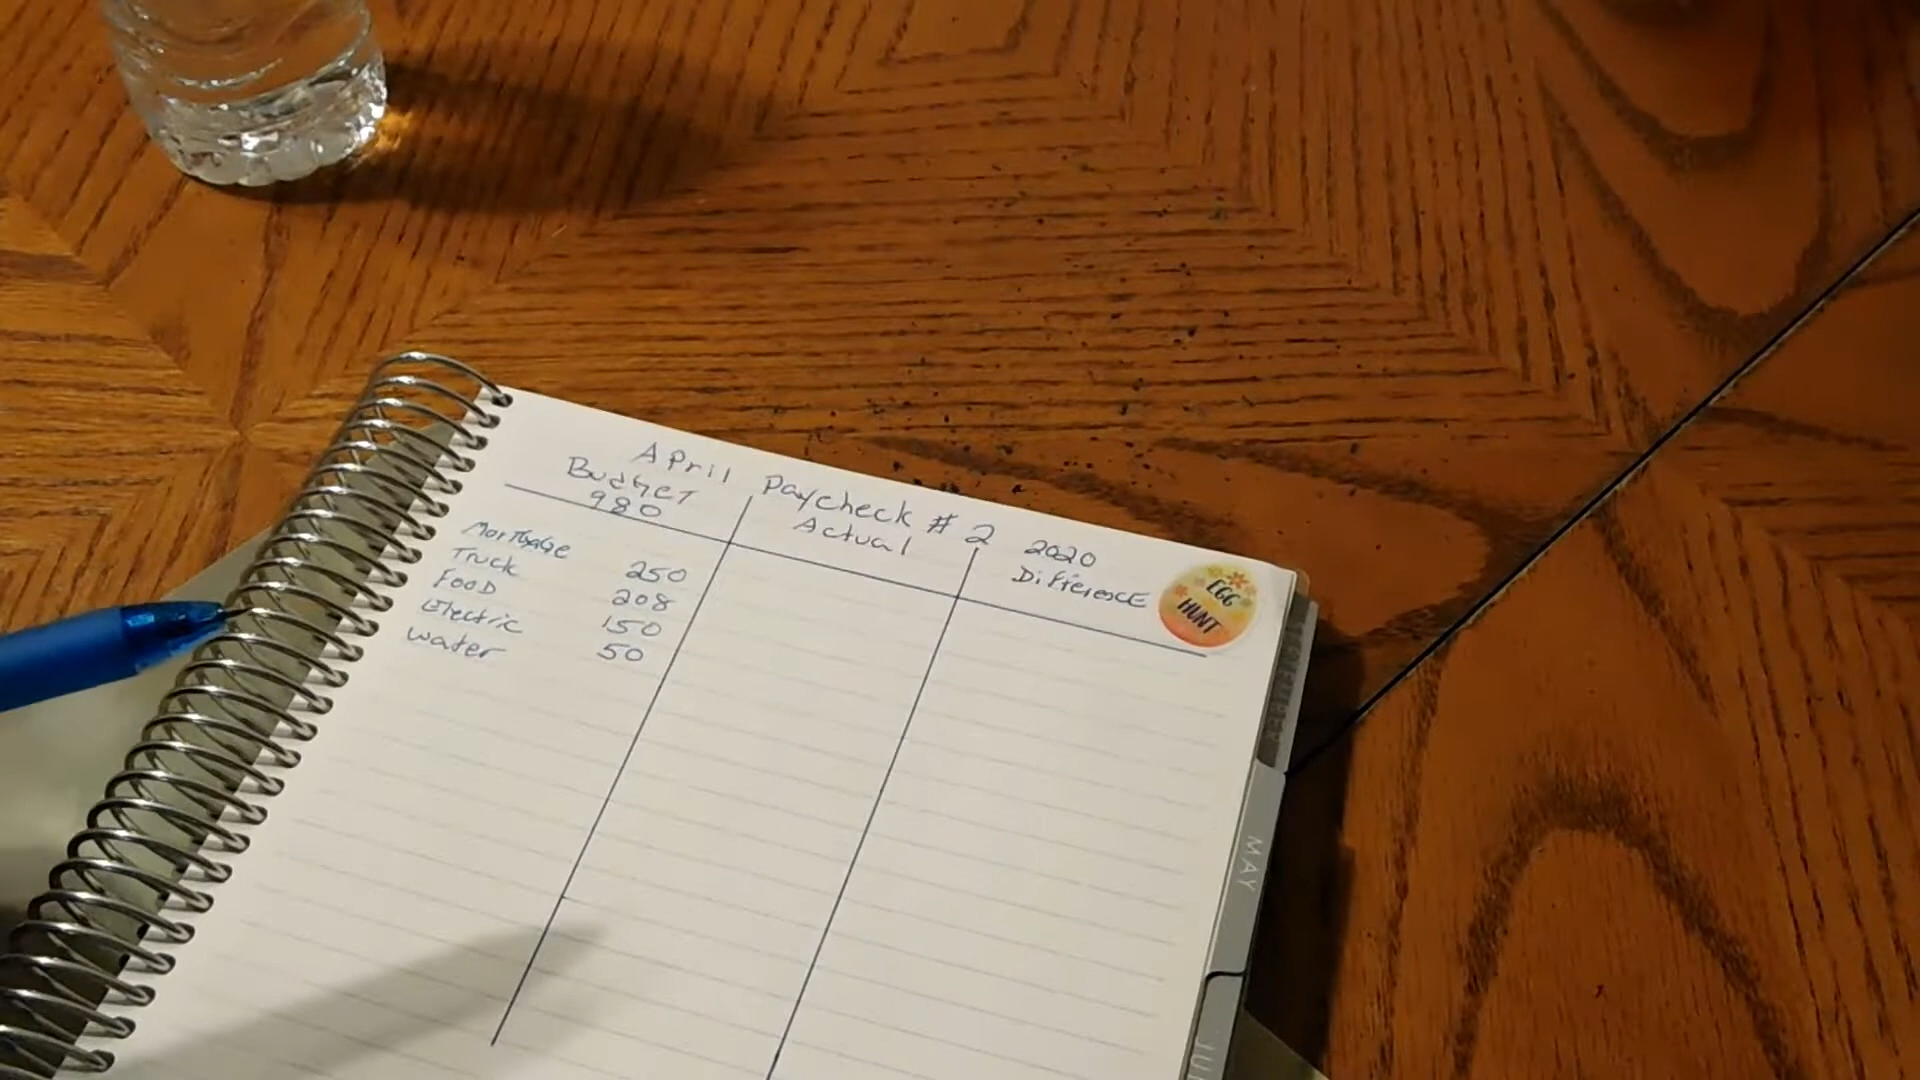 April Paycheck # 2 2020
Budget Actual Difference
980
Mortgage 250
Truck 208
Food 150
Electric 50
Water
EGG
HUNT
MAY